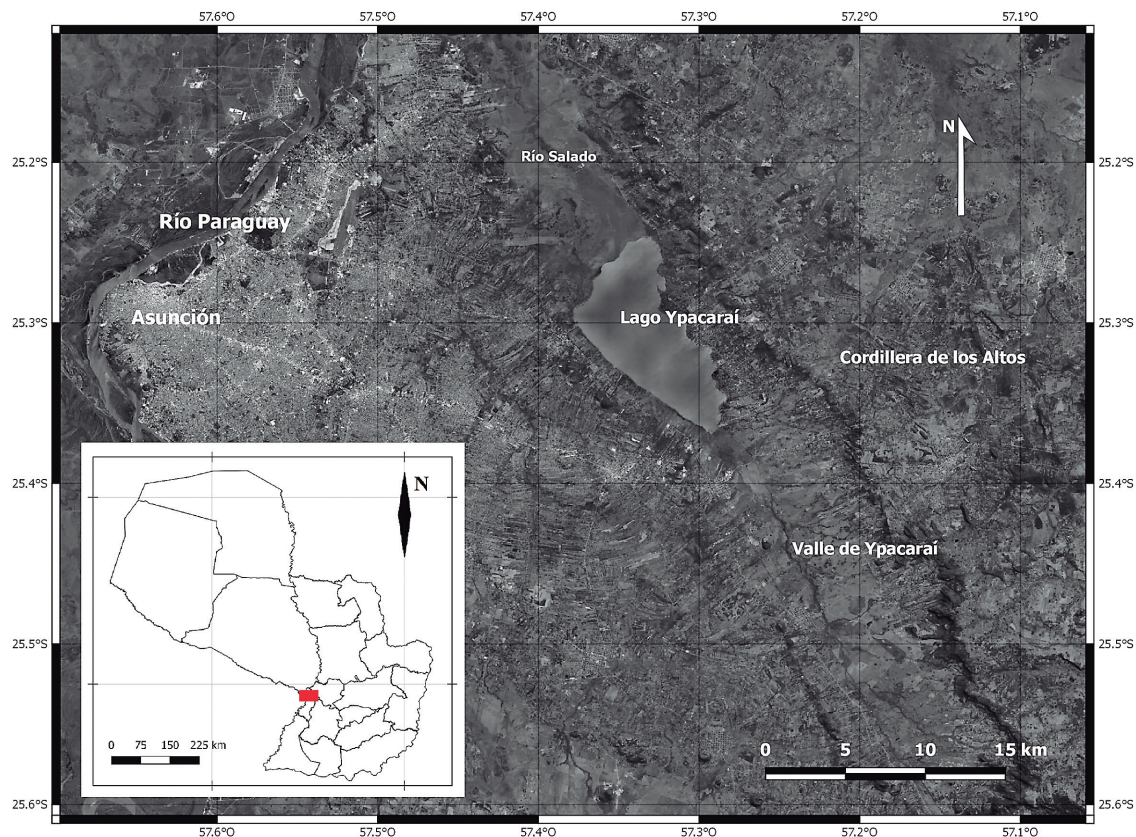 57.6°O 57.5°O 57.4°O 57.3°O 57.2°O 57.1°O
N
25.2°S Río Salado 25.2°S
Río Paraguay
Asunción Lago Ypacaraí
25.3°S 25.3°S
Cordillera de los Altos
25.4°S 25.4°S
N
Valle de Ypacaraí
25.5°S 25.5°S
0 75 150 225 km
0 5 10 15 km
25.6°S 25.6°S
57.6°O 57.5°O 57.4°O 57.3°O 57.2°O 57.1°O